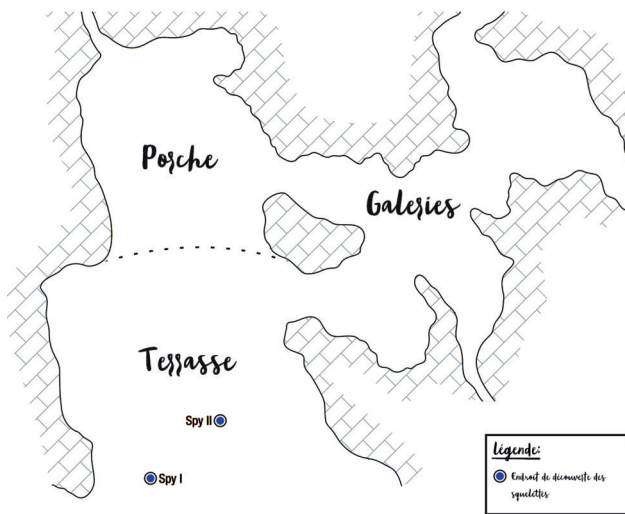 Porche
Galeries
Terrasse
Spy II
Spy I
Légende:
Endroit de découverte des
squelettes